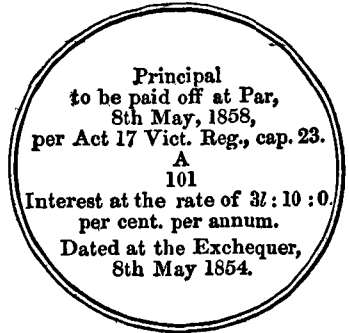 Principal
to be paid off at Par,
8th May, 1858,
per Act 17 Vict. Reg., cap. 23.
A
101
Interest at the rate of 3l : 10 : 0.
per cent. per annum.
Dated at the Exchequer,
8th May 1854.